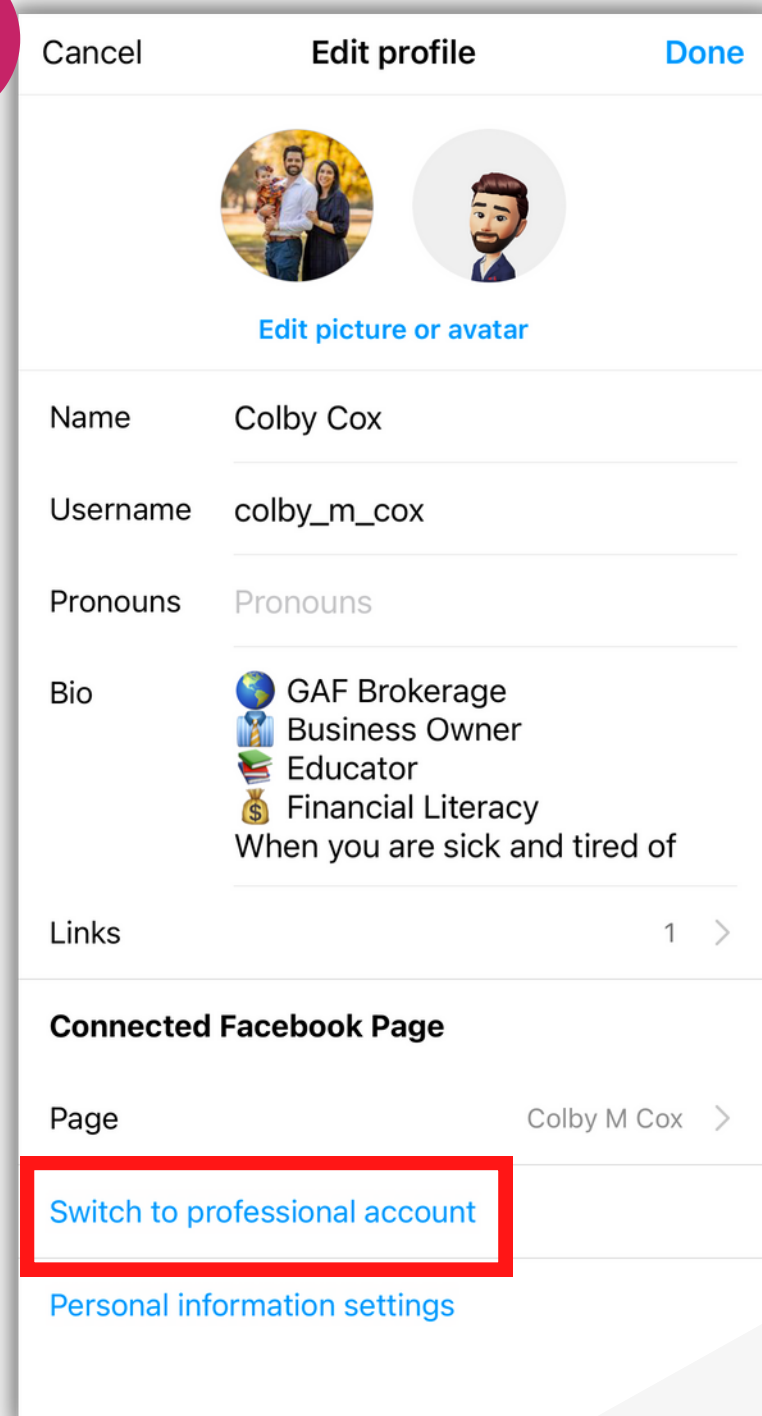 Cancel Edit profile Done
Edit picture or avatar
Name Colby Cox
Username colby_m_cox
Pronouns Pronouns
Bio 🌎 GAF Brokerage
👔 Business Owner
📚 Educator
💰 Financial Literacy
When you are sick and tired of
Links 1 >
Connected Facebook Page
Page Colby M Cox >
Switch to professional account
Personal information settings